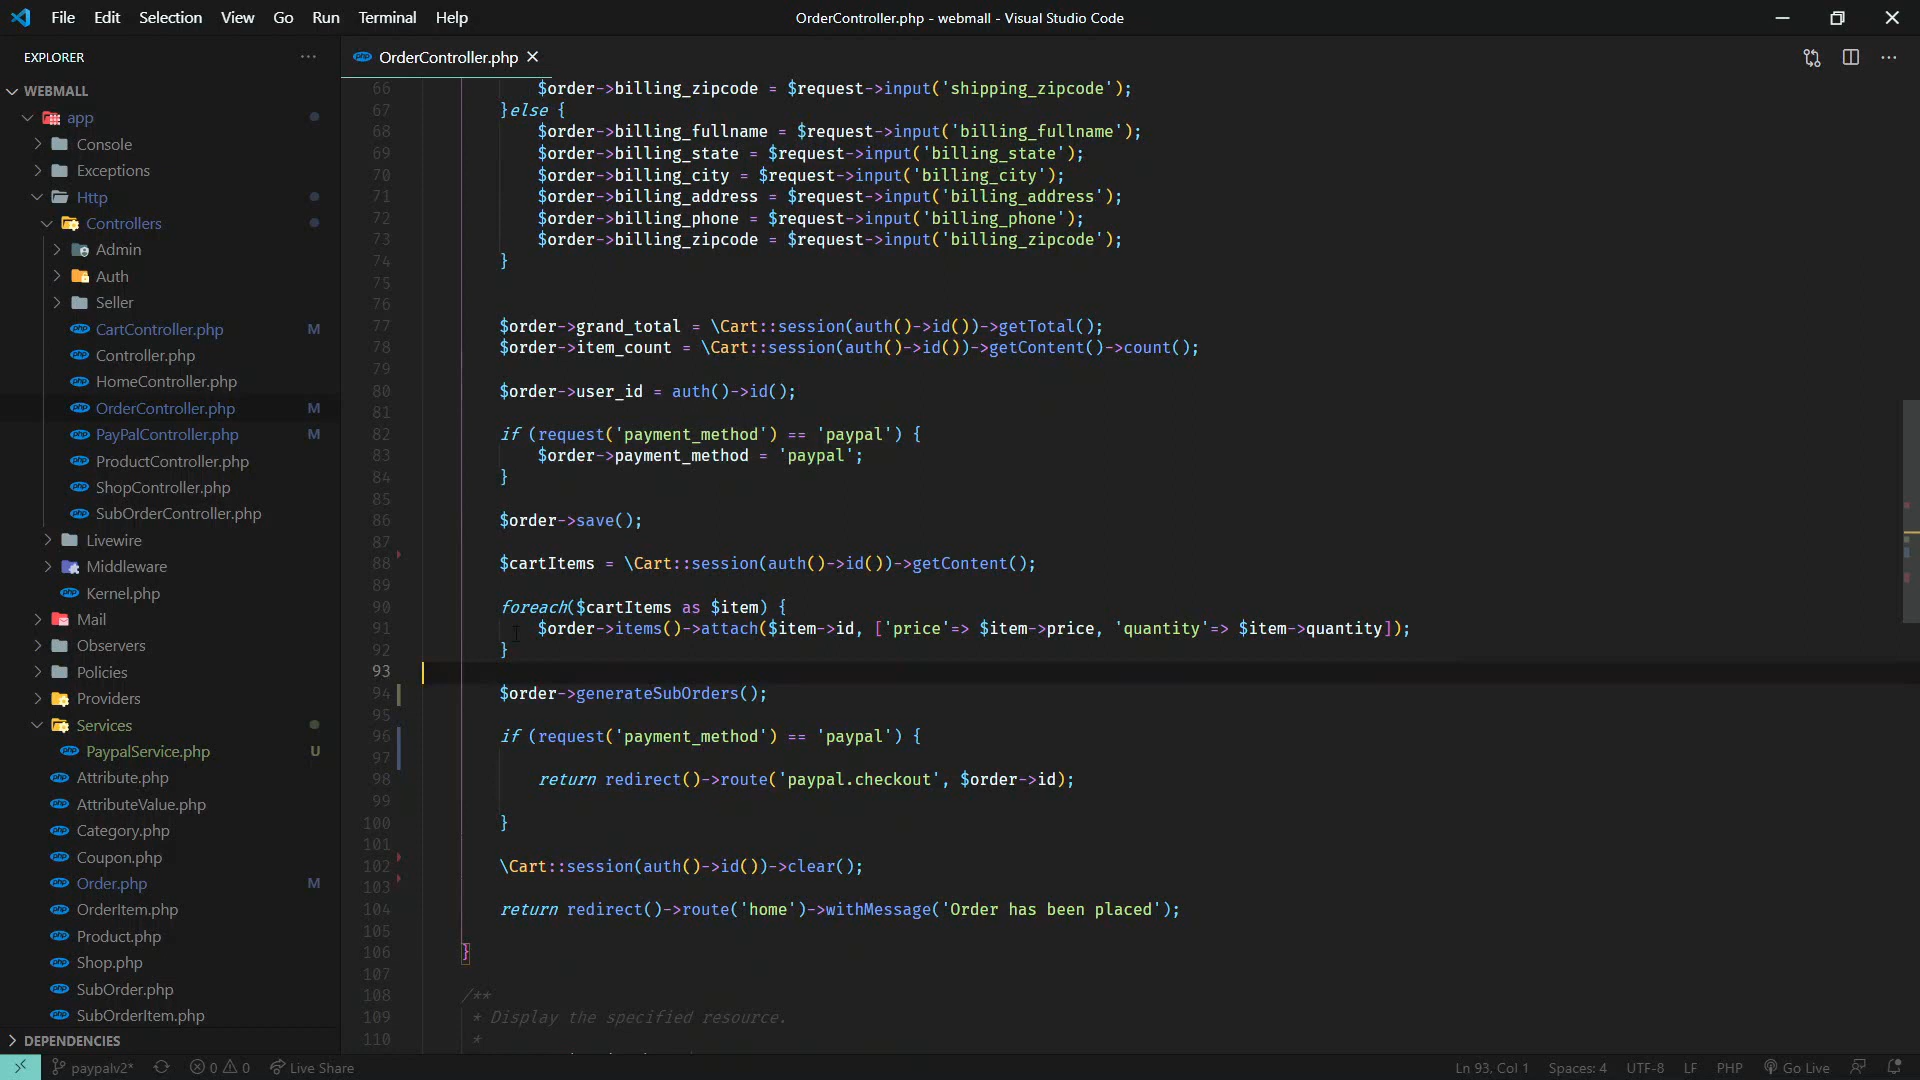 File Edit Selection View Go Run Terminal Help
OrderController.php - webmall - Visual Studio Code
EXPLORER
WEBMALL
app
Console
Exceptions
Http
Controllers
Admin
Auth
Seller
CartController.php M
Controller.php
HomeController.php
OrderController.php M
PayPalController.php M
ProductController.php
ShopController.php
SubOrderController.php
Livewire
Middleware
Kernel.php
Mail
Observers
Policies
Providers
Services
PaypalService.php U
Attribute.php
AttributeValue.php
Category.php
Coupon.php
Order.php M
OrderItem.php
Product.php
Shop.php
SubOrder.php
SubOrderItem.php
DEPENDENCIES
OrderController.php
66 $order->billing_zipcode = $request->input('shipping_zipcode');
67 }else {
68 $order->billing_fullname = $request->input('billing_fullname');
69 $order->billing_state = $request->input('billing_state');
70 $order->billing_city = $request->input('billing_city');
71 $order->billing_address = $request->input('billing_address');
72 $order->billing_phone = $request->input('billing_phone');
73 $order->billing_zipcode = $request->input('billing_zipcode');
74 }
75
76
77 $order->grand_total = \Cart::session(auth()->id())->getTotal();
78 $order->item_count = \Cart::session(auth()->id())->getContent()->count();
79
80 $order->user_id = auth()->id();
81
82 if (request('payment_method') == 'paypal') {
83 $order->payment_method = 'paypal';
84 }
85
86 $order->save();
87
88 $cartItems = \Cart::session(auth()->id())->getContent();
89
90 foreach($cartItems as $item) {
91 $order->items()->attach($item->id, ['price'=> $item->price, 'quantity'=> $item->quantity]);
92 }
93
94 $order->generateSubOrders();
95
96 if (request('payment_method') == 'paypal') {
97
98 return redirect()->route('paypal.checkout', $order->id);
99
100 }
101
102 \Cart::session(auth()->id())->clear();
103
104 return redirect()->route('home')->withMessage('Order has been placed');
105
106 }
107
108 /**
109 * Display the specified resource.
110 *
paypalv2* 0 0 Live Share
Ln 93, Col 1 Spaces: 4 UTF-8 LF PHP Go Live